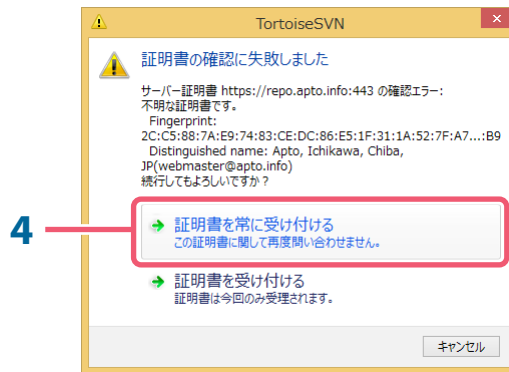 TortoiseSVN
証明書の確認に失敗しました
サーバー証明書 https://repo.apto.info:443 の確認エラー:
不明な証明書です。
Fingerprint:
2C:C5:88:7A:E9:74:83:CE:DC:86:E5:1F:31:1A:52:7F:A7...:B9
Distinguished name: Apto, Ichikawa, Chiba,
JP(webmaster@apto.info)
続行してもよろしいですか？
4
証明書を常に受け付ける
この証明書に関して再度問い合わせません。
証明書を受け付ける
証明書は今回のみ受理されます。
キャンセル